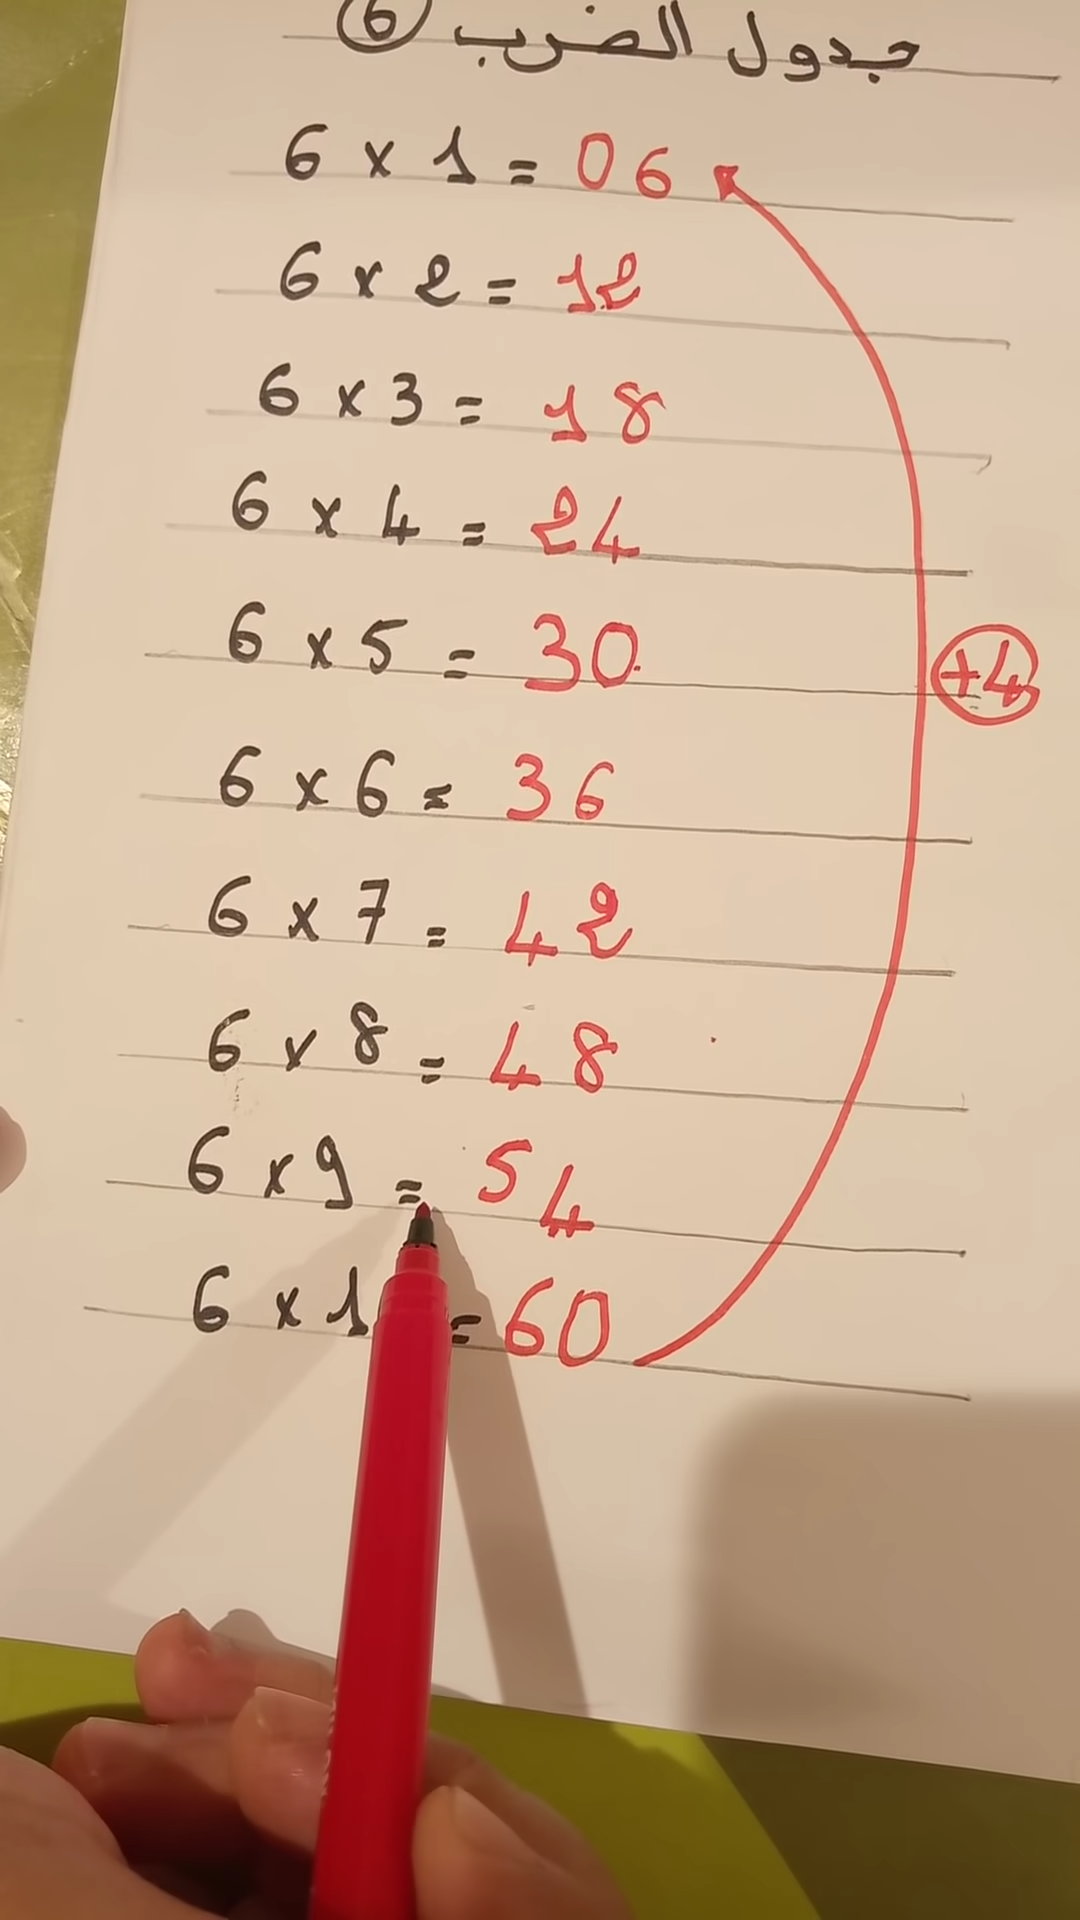 جدول الضرب 6
6 x 1 = 06
6 x 2 = 12
6 x 3 = 18
6 x 4 = 24
6 x 5 = 30
+4
6 x 6 = 36
6 x 7 = 42
6 x 8 = 48
6 x 9 = 54
6 x 1 = 60